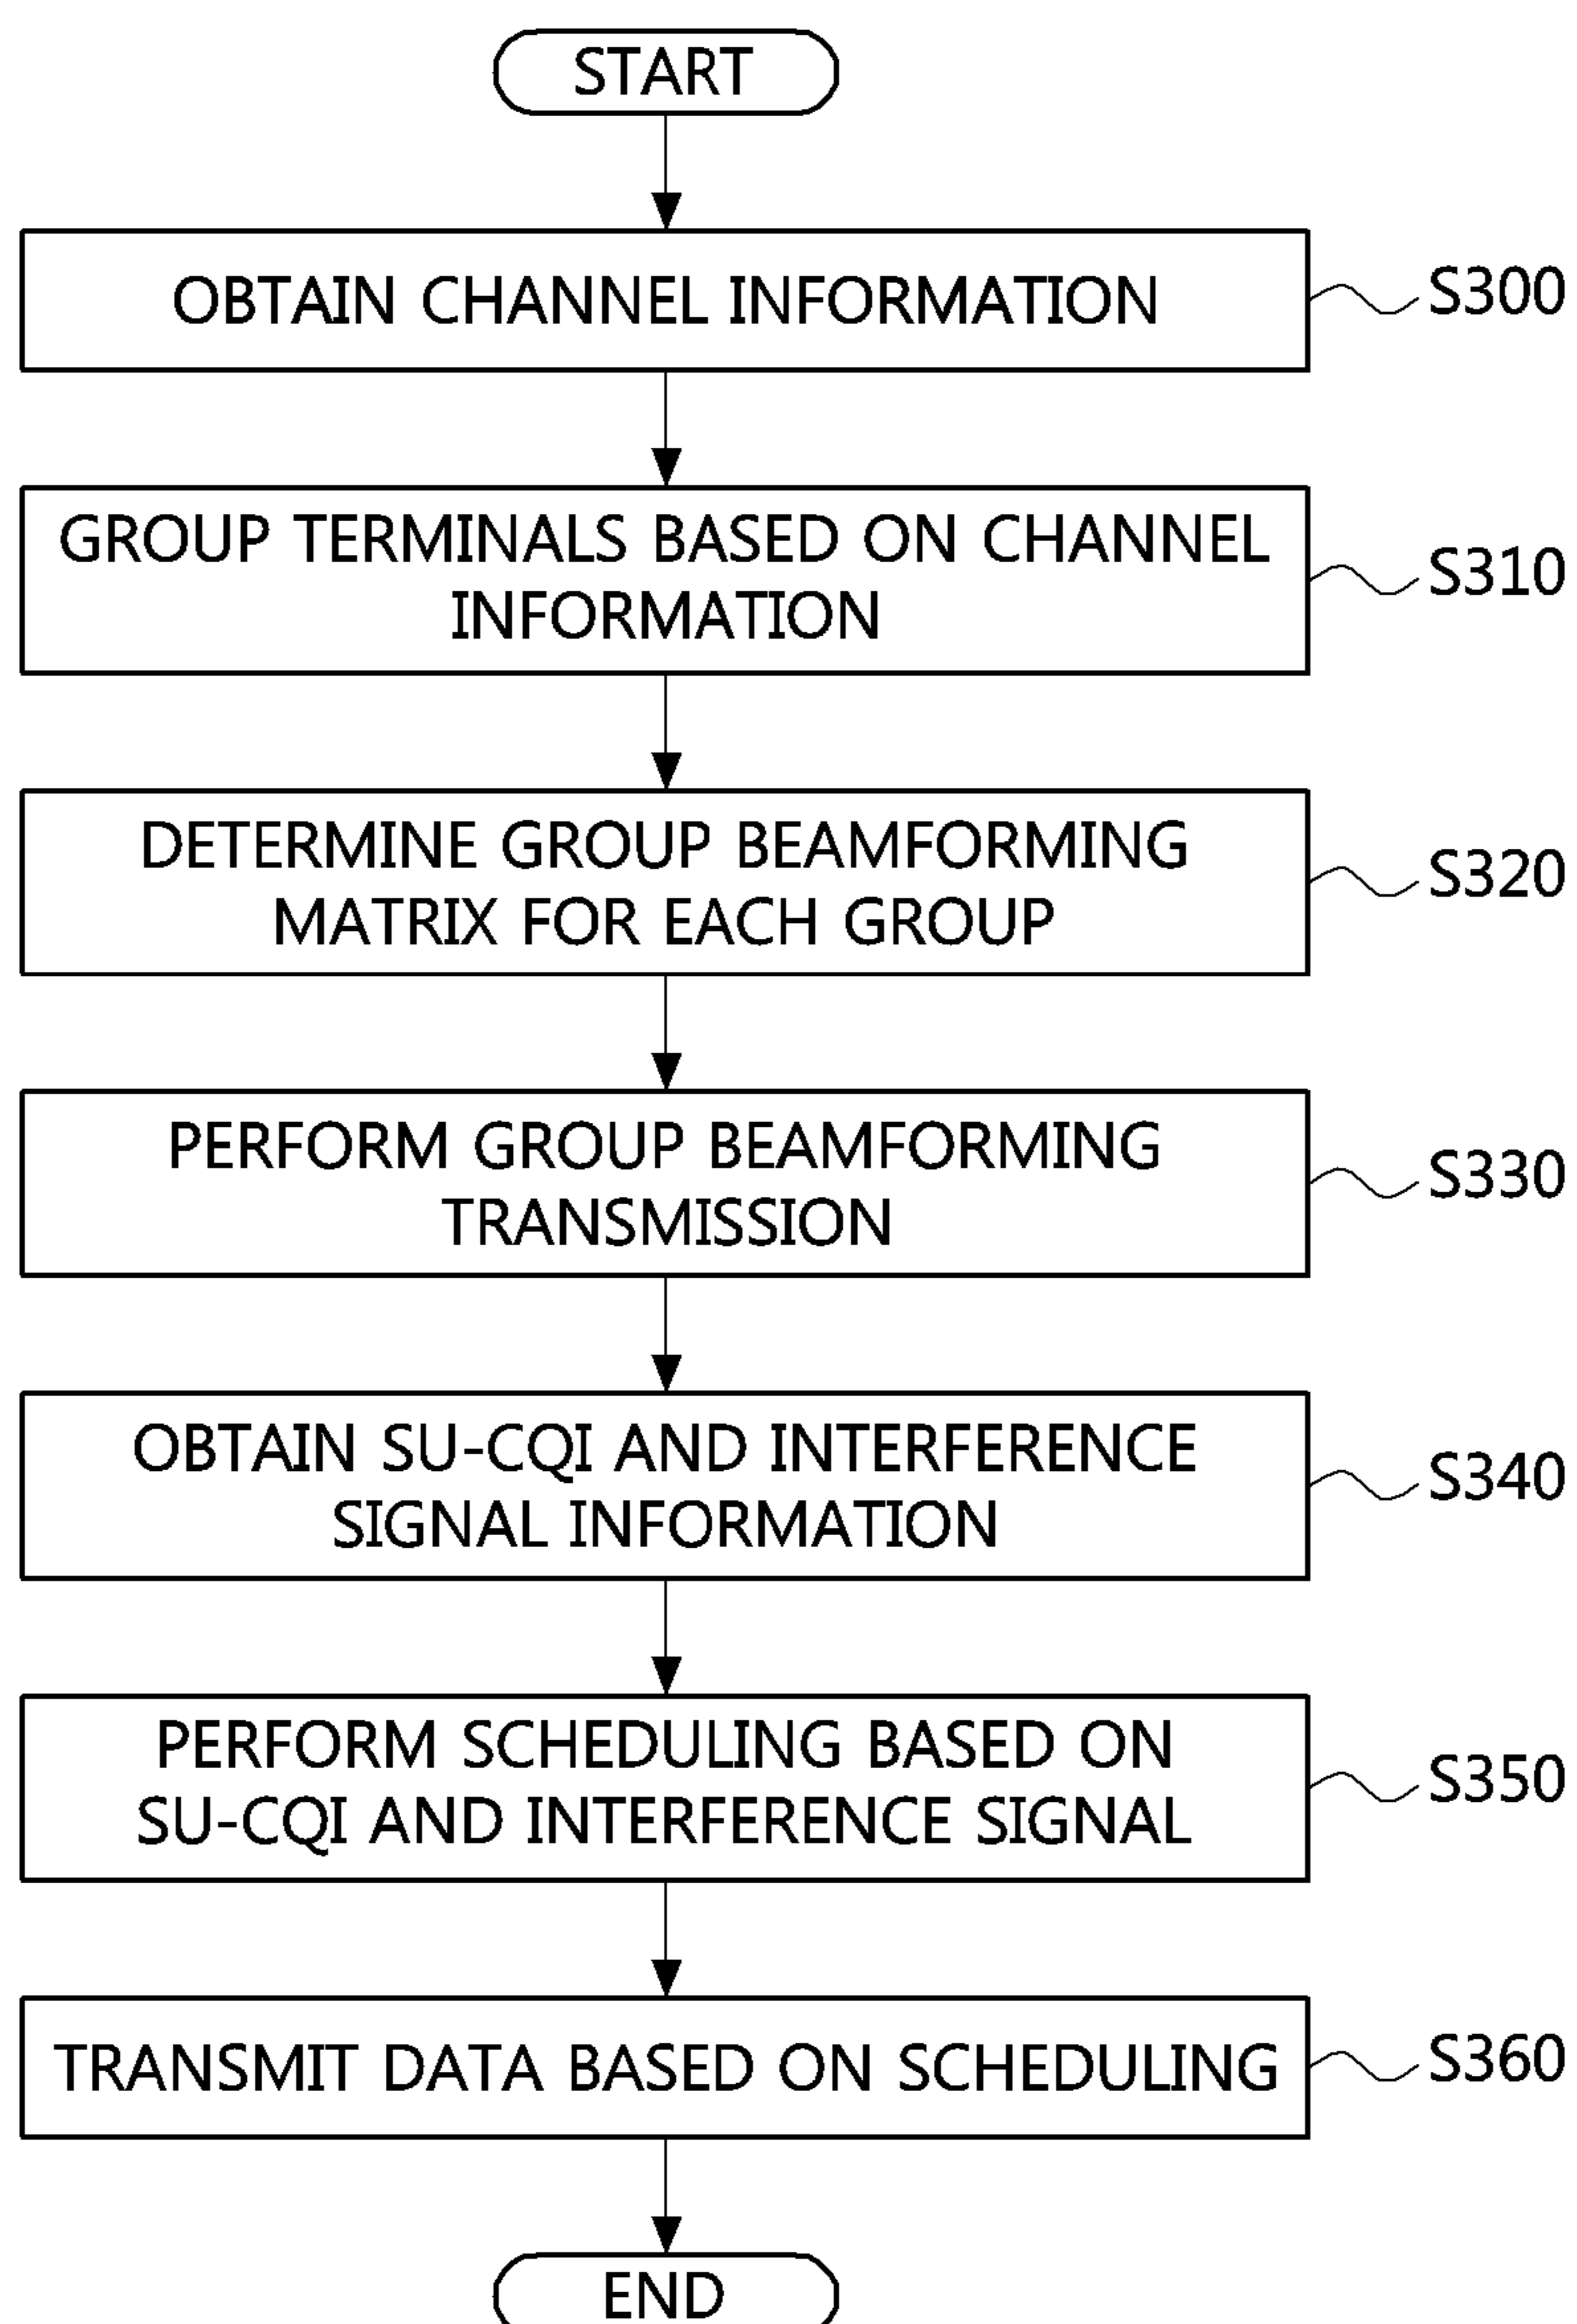 START
OBTAIN CHANNEL INFORMATION
S300
GROUP TERMINALS BASED ON CHANNEL
INFORMATION
S310
DETERMINE GROUP BEAMFORMING
MATRIX FOR EACH GROUP
S320
PERFORM GROUP BEAMFORMING
TRANSMISSION
S330
OBTAIN SU-CQI AND INTERFERENCE
SIGNAL INFORMATION
S340
PERFORM SCHEDULING BASED ON
SU-CQI AND INTERFERENCE SIGNAL
S350
TRANSMIT DATA BASED ON SCHEDULING
S360
END